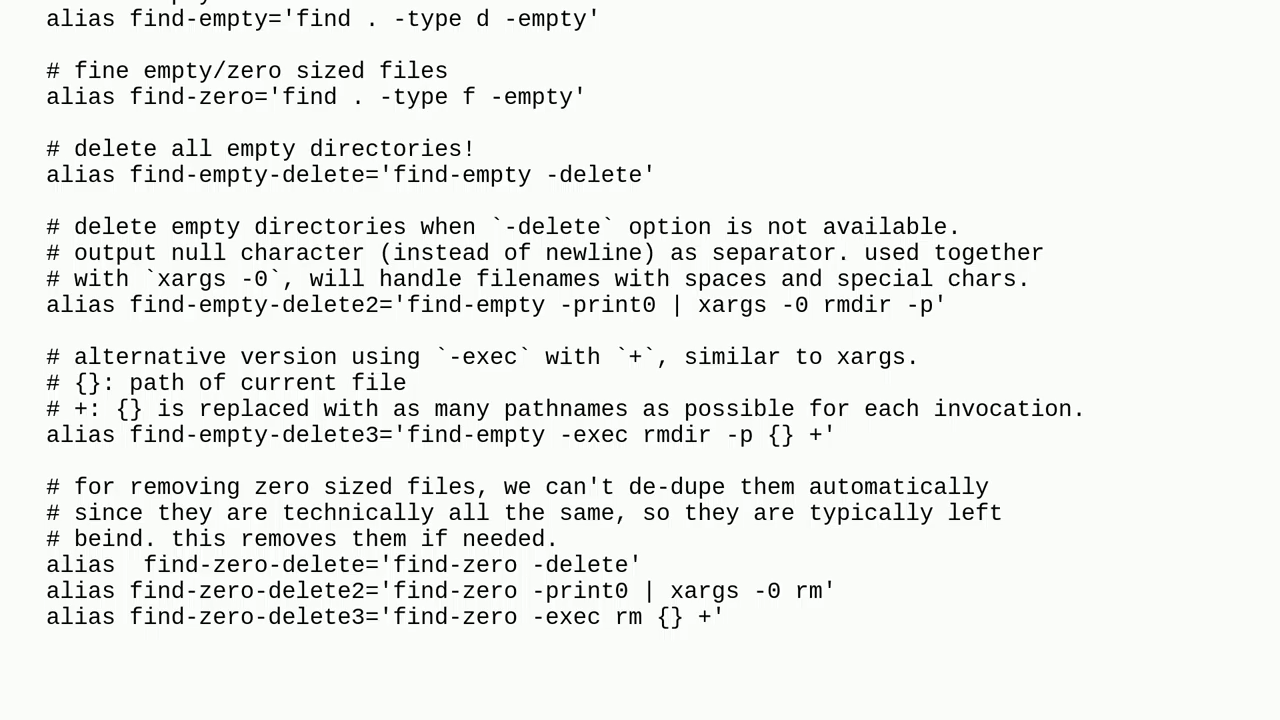 alias find-empty='find . -type d -empty'
# fine empty/zero sized files
alias find-zero='find . -type f -empty'
# delete all empty directories!
alias find-empty-delete='find-empty -delete'
# delete empty directories when `-delete` option is not available.
# output null character (instead of newline) as separator. used together
# with `xargs -0`, will handle filenames with spaces and special chars.
alias find-empty-delete2='find-empty -print0 | xargs -0 rmdir -p'
# alternative version using `-exec` with `+`, similar to xargs.
# {}: path of current file
# +: {} is replaced with as many pathnames as possible for each invocation.
alias find-empty-delete3='find-empty -exec rmdir -p {} +'
# for removing zero sized files, we can't de-dupe them automatically
# since they are technically all the same, so they are typically left
# beind. this removes them if needed.
alias  find-zero-delete='find-zero -delete'
alias find-zero-delete2='find-zero -print0 | xargs -0 rm'
alias find-zero-delete3='find-zero -exec rm {} +'